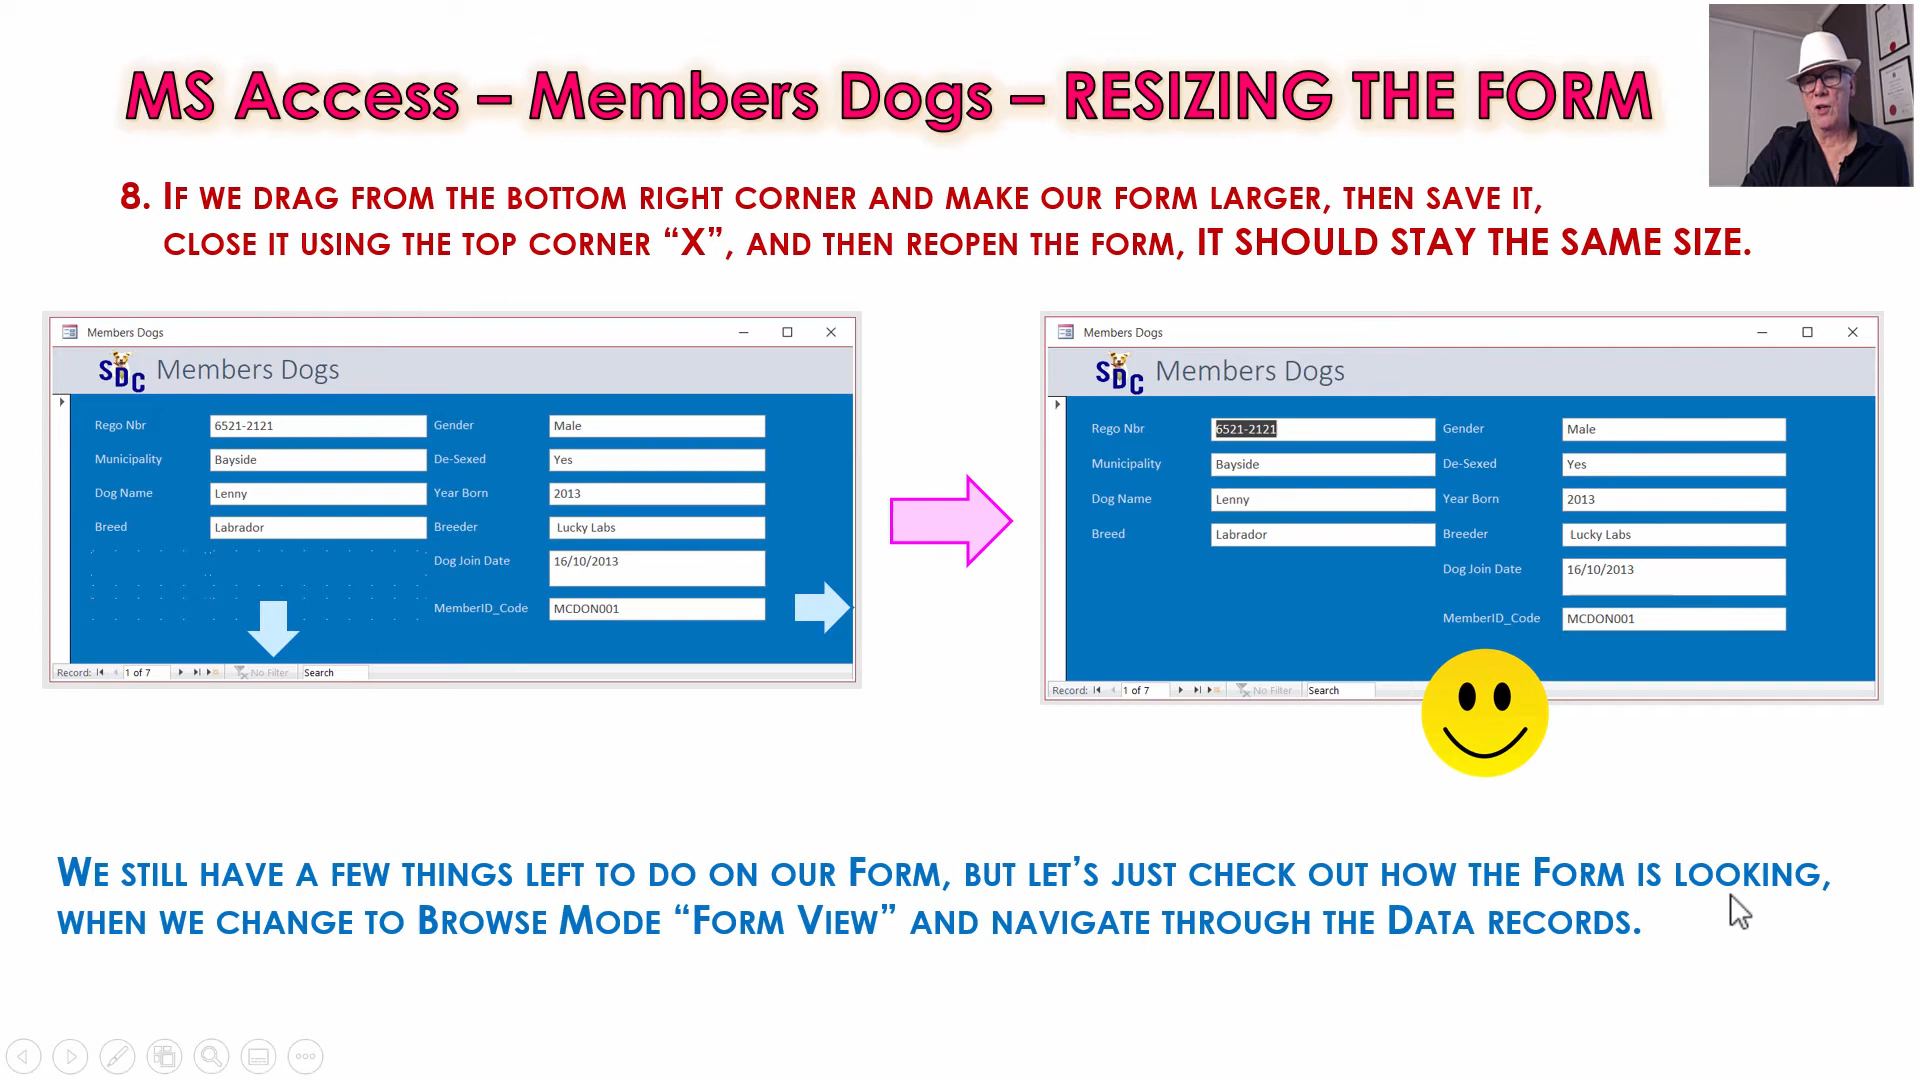 MS Access – Members Dogs – RESIZING THE FORM
8. IF WE DRAG FROM THE BOTTOM RIGHT CORNER AND MAKE OUR FORM LARGER, THEN SAVE IT,
CLOSE IT USING THE TOP CORNER “X”, AND THEN REOPEN THE FORM, IT SHOULD STAY THE SAME SIZE.
Members Dogs
SDC Members Dogs
Rego Nbr 6521-2121 Gender Male
Municipality Bayside De-Sexed Yes
Dog Name Lenny Year Born 2013
Breed Labrador Breeder Lucky Labs
Dog Join Date 16/10/2013
MemberID_Code MCDON001
Record: 1 of 7 No Filter Search
Members Dogs
SDC Members Dogs
Rego Nbr 6521-2121 Gender Male
Municipality Bayside De-Sexed Yes
Dog Name Lenny Year Born 2013
Breed Labrador Breeder Lucky Labs
Dog Join Date 16/10/2013
MemberID_Code MCDON001
Record: 1 of 7 No Filter Search
WE STILL HAVE A FEW THINGS LEFT TO DO ON OUR FORM, BUT LET’S JUST CHECK OUT HOW THE FORM IS LOOKING,
WHEN WE CHANGE TO BROWSE MODE “FORM VIEW” AND NAVIGATE THROUGH THE DATA RECORDS.